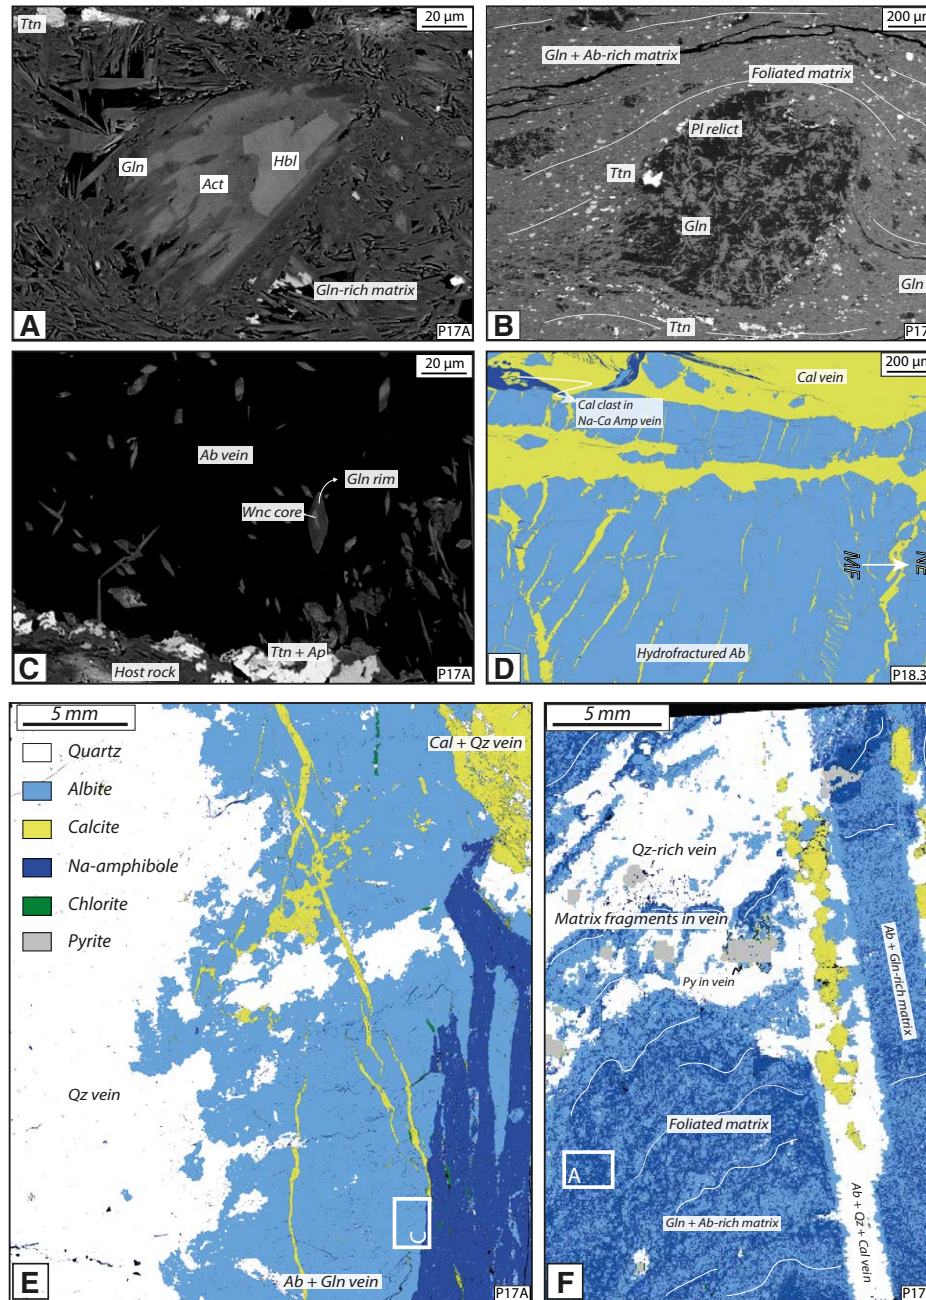 Ttn
20 µm
Gln
Act
Hbl
Gln-rich matrix
A
P17A
200 µm
Gln + Ab-rich matrix
Foliated matrix
Pl relict
Ttn
Gln
Gln
Ttn
B
P17
20 µm
Ab vein
Gln rim
Wnc core
Ttn + Ap
Host rock
C
P17A
200 µm
Cal vein
Cal clast in
Na-Ca Amp vein
Hydrofractured Ab
D
P18.3
5 mm
Quartz
Albite
Calcite
Na-amphibole
Chlorite
Pyrite
Cal + Qz vein
Qz vein
C
Ab + Gln vein
E
P17A
5 mm
Qz-rich vein
Matrix fragments in vein
Py in vein
Ab + Gln-rich matrix
Foliated matrix
A
Gln + Ab-rich matrix
Ab + Qz + Cal vein
F
P17